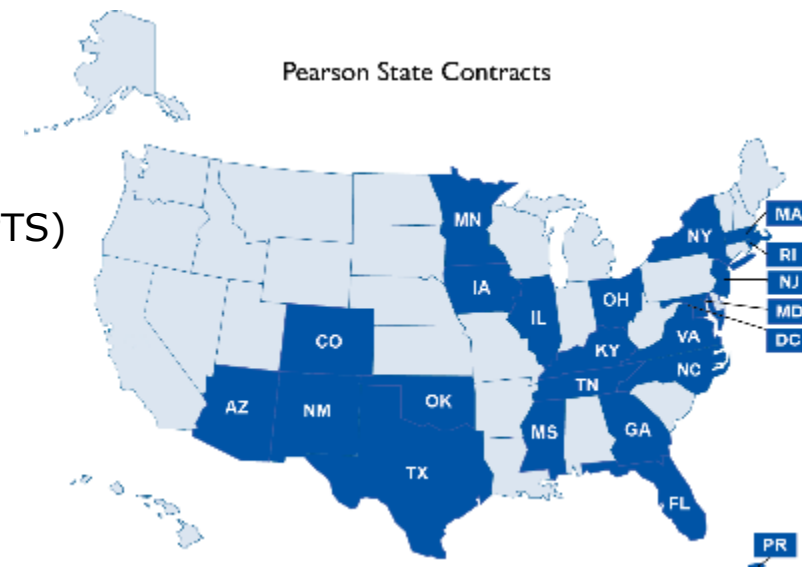 Pearson State Contracts
TS)
MN
MA
NY
RI
IA
NJ
OH
IL
MD
VA
DC
CO
KY
NC
TN
AZ
NM
OK
MS
GA
TX
FL
PR